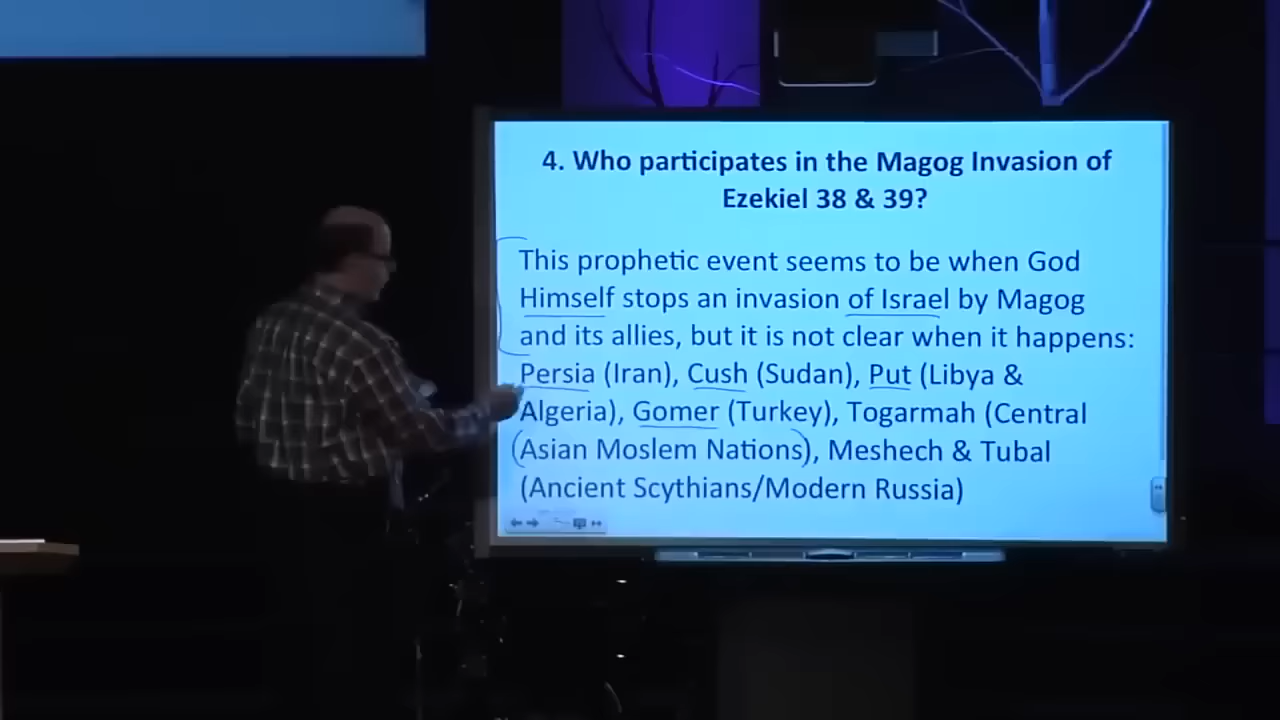 4. Who participates in the Magog Invasion of
Ezekiel 38 & 39?
This prophetic event seems to be when God
Himself stops an invasion of Israel by Magog
and its allies, but it is not clear when it happens:
Persia (Iran), Cush (Sudan), Put (Libya &
Algeria), Gomer (Turkey), Togarmah (Central
(Asian Moslem Nations), Meshech & Tubal
(Ancient Scythians/Modern Russia)